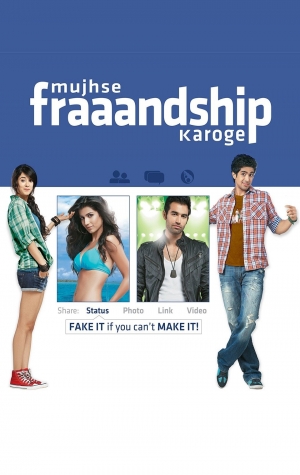 mujhse
fraaandship
Karoge
Share: Status Photo Link Video
FAKE IT if you can't MAKE IT!